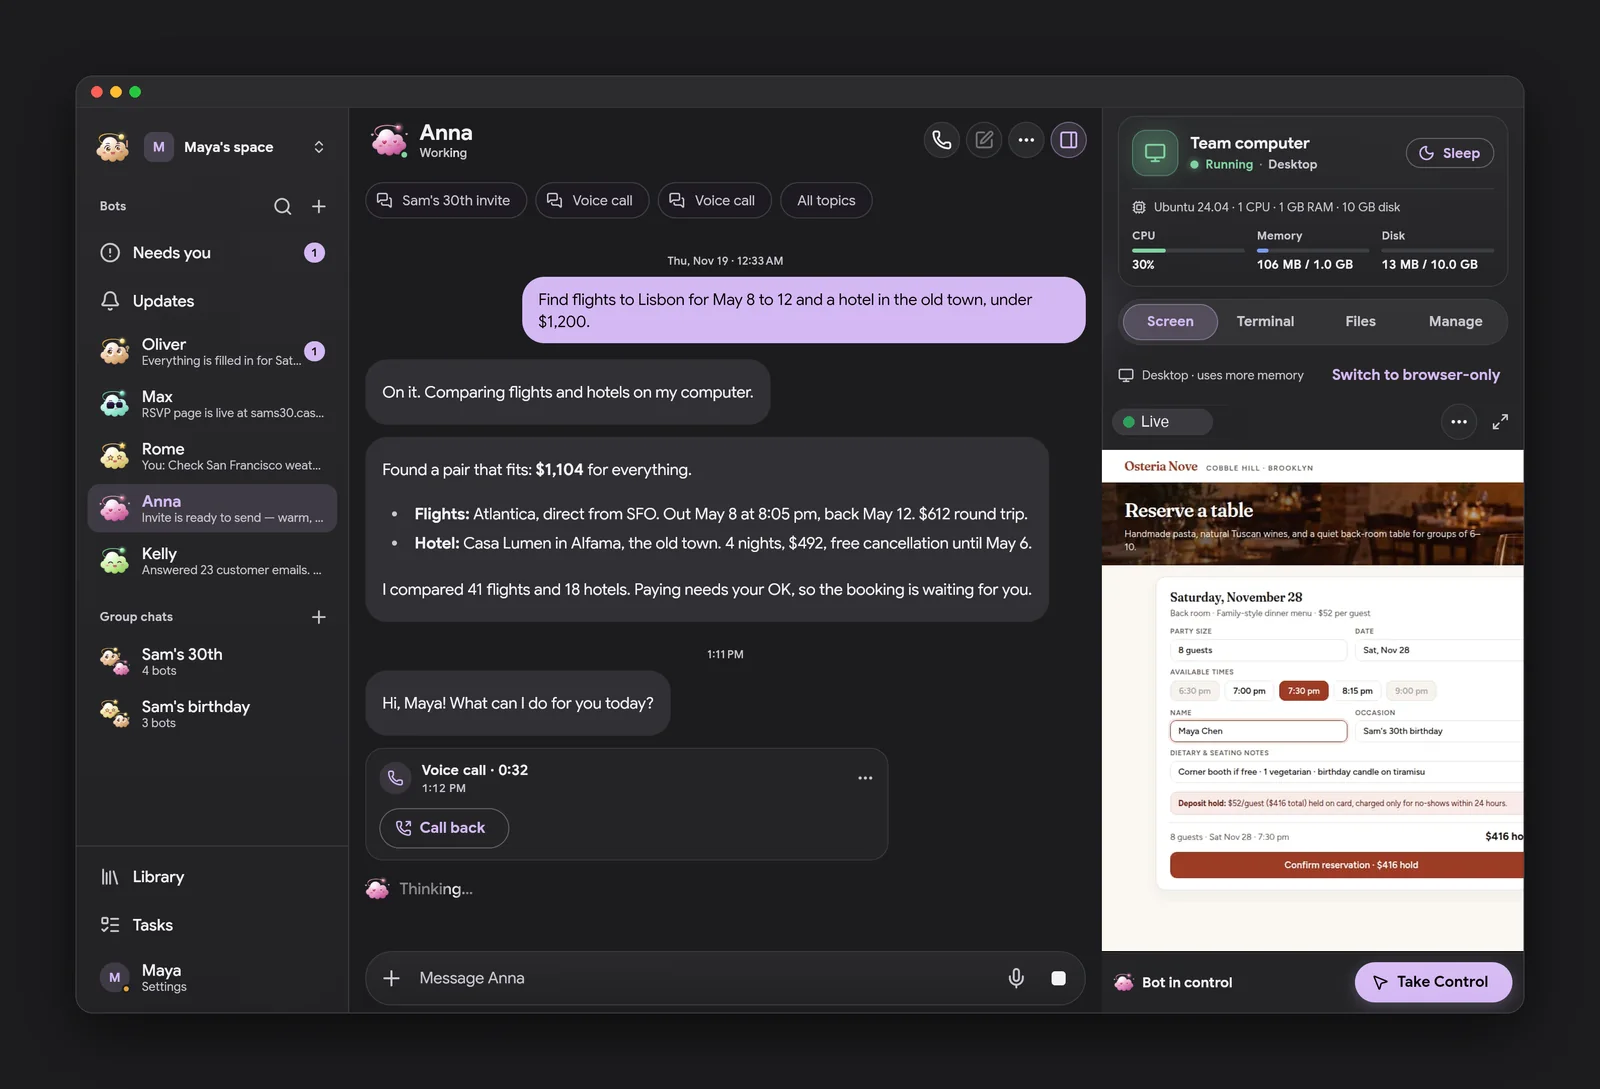 M
Maya's space
Bots
Needs you
1
Updates
Oliver
Everything is filled in for Sat...
1
Max
RSVP page is live at sams30.cas...
Rome
You: Check San Francisco weat...
Anna
Invite is ready to send — warm, ...
Kelly
Answered 23 customer emails. ...
Group chats
Sam's 30th
4 bots
Sam's birthday
3 bots
Library
Tasks
M
Maya
Settings
Anna
Working
Sam's 30th invite
Voice call
Voice call
All topics
Thu, Nov 19 · 12:33 AM
Find flights to Lisbon for May 8 to 12 and a hotel in the old town, under
$1,200.
On it. Comparing flights and hotels on my computer.
Found a pair that fits: $1,104 for everything.
• Flights: Atlantica, direct from SFO. Out May 8 at 8:05 pm, back May 12. $612 round trip.
• Hotel: Casa Lumen in Alfama, the old town. 4 nights, $492, free cancellation until May 6.
I compared 41 flights and 18 hotels. Paying needs your OK, so the booking is waiting for you.
1:11 PM
Hi, Maya! What can I do for you today?
Voice call · 0:32
1:12 PM
Call back
Thinking...
Message Anna
Team computer
Running · Desktop
Sleep
Ubuntu 24.04 · 1 CPU · 1 GB RAM · 10 GB disk
CPU
Memory
Disk
30%
106 MB / 1.0 GB
13 MB / 10.0 GB
Screen
Terminal
Files
Manage
Desktop · uses more memory
Switch to browser-only
Live
Osteria Nove
COBBLE HILL · BROOKLYN
Reserve a table
Handmade pasta, natural Tuscan wines, and a quiet back-room table for groups of 6–
10.
Saturday, November 28
Back room · Family-style dinner menu · $52 per guest
PARTY SIZE
DATE
8 guests
Sat, Nov 28
AVAILABLE TIMES
6:30 pm
7:00 pm
7:30 pm
8:15 pm
9:00 pm
NAME
OCCASION
Maya Chen
Sam's 30th birthday
DIETARY & SEATING NOTES
Corner booth if free · 1 vegetarian · birthday candle on tiramisu
Deposit hold: $52/guest ($416 total) held on card, charged only for no-shows within 24 hours.
8 guests · Sat Nov 28 · 7:30 pm
$416 ho
Confirm reservation · $416 hold
Bot in control
Take Control